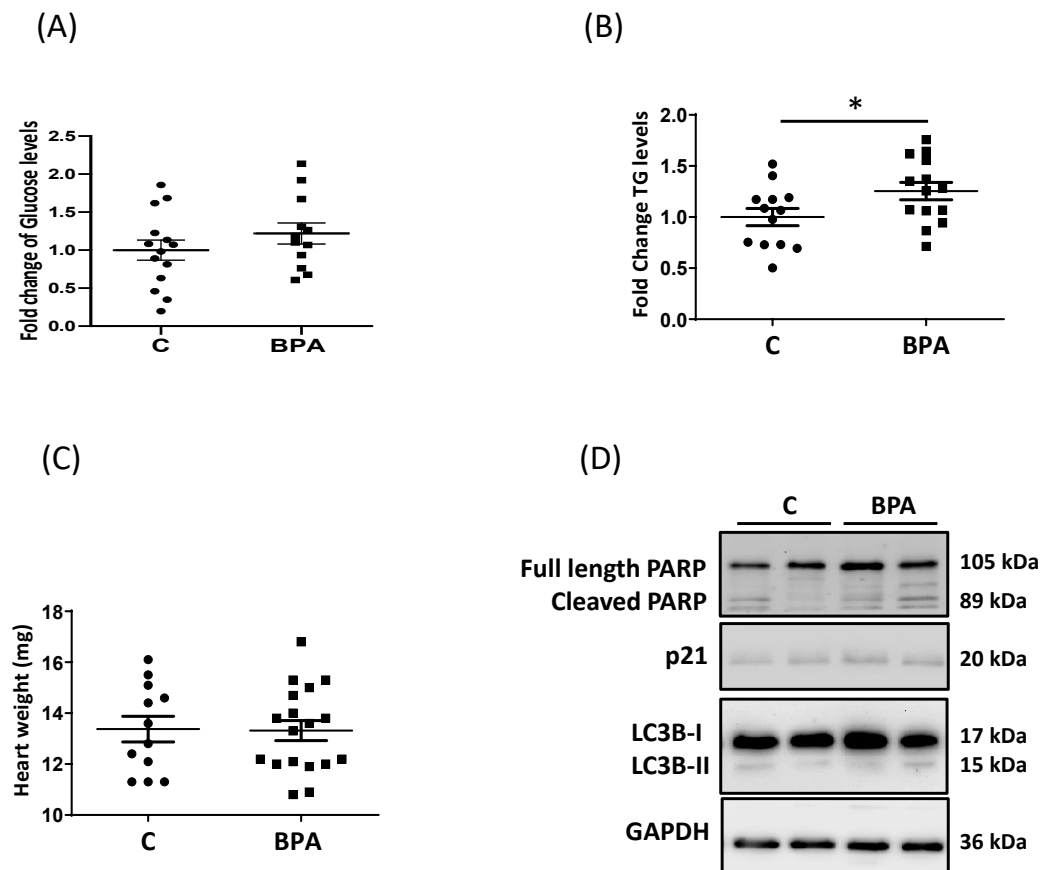 (A)
Fold change of Glucose levels
2.5
2.0
1.5
1.0
0.5
0.0
C BPA
(B)
Fold Change TG levels
*
2.0
1.5
1.0
0.5
0.0
C BPA
(C)
Heart weight (mg)
18
16
14
12
10
C BPA
(D)
C BPA
Full length PARP 105 kDa
Cleaved PARP 89 kDa
p21 20 kDa
LC3B-I 17 kDa
LC3B-II 15 kDa
GAPDH 36 kDa